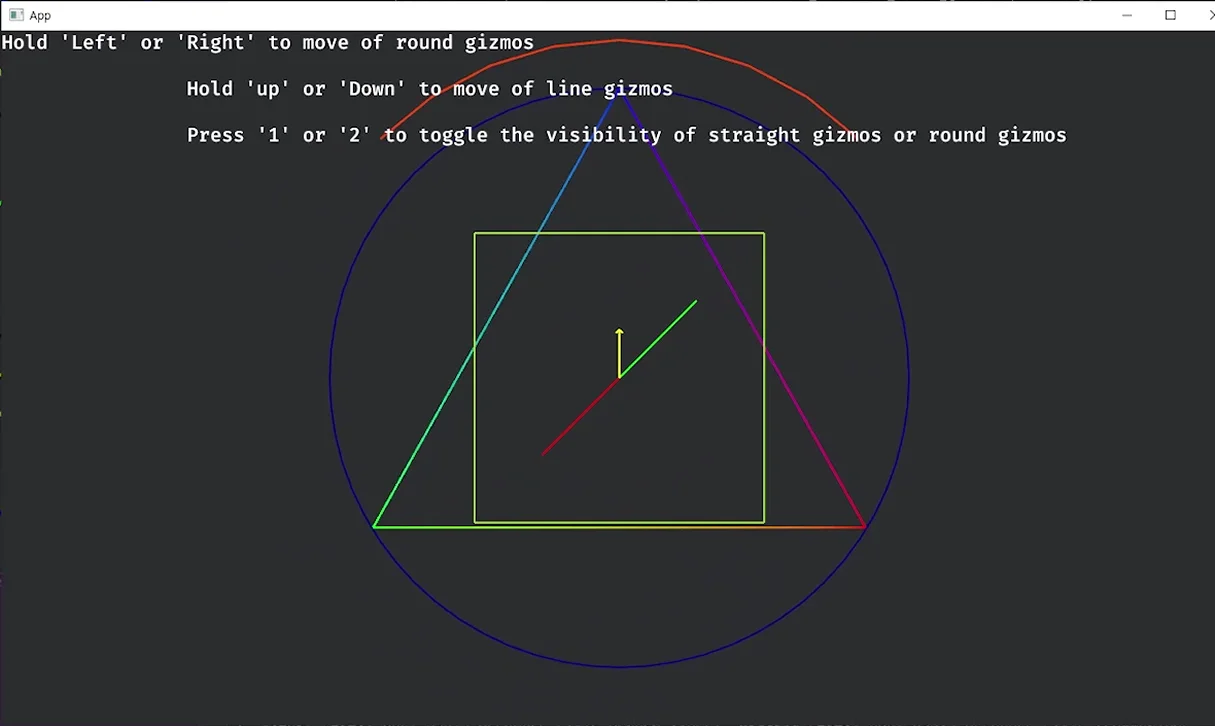 App
Hold 'Left' or 'Right' to move of round gizmos
Hold 'up' or 'Down' to move of line gizmos
Press '1' or '2' to toggle the visibility of straight gizmos or round gizmos